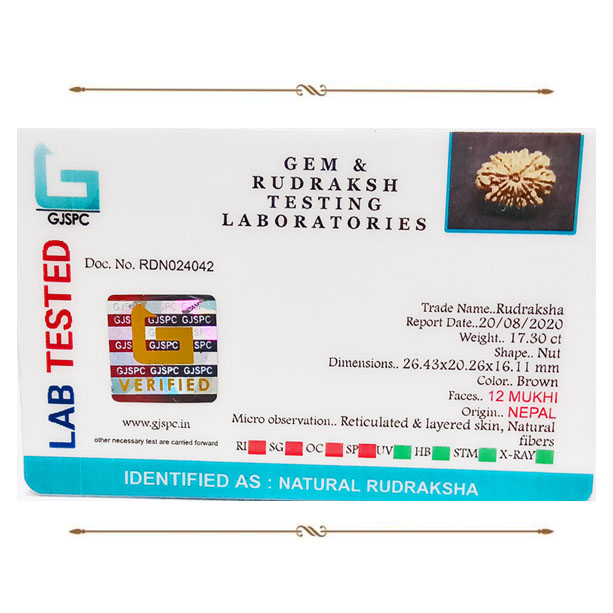 GJSPC
GEM &
RUDRAKSH
TESTING
LABORATORIES
Doc. No. RDN024042
LAB TESTED
GJSPC GJSPC GJSPC
GJSPC GJSPC
GJS GJSPC
GJSPC GJSPC GJSPC
VERIFIED
www.gjspc.in
other necessary test are carried forward
Trade Name..Rudraksha
Report Date..20/08/2020
Weight.. 17.30 ct
Shape.. Nut
Dimensions.. 26.43x20.26x16.11 mm
Color.. Brown
Faces.. 12 MUKHI
Origin.. NEPAL
Micro observation.. Reticulated & layered skin, Natural
fibers
RI SG OC SP UV HB STM X-RAY
IDENTIFIED AS : NATURAL RUDRAKSHA